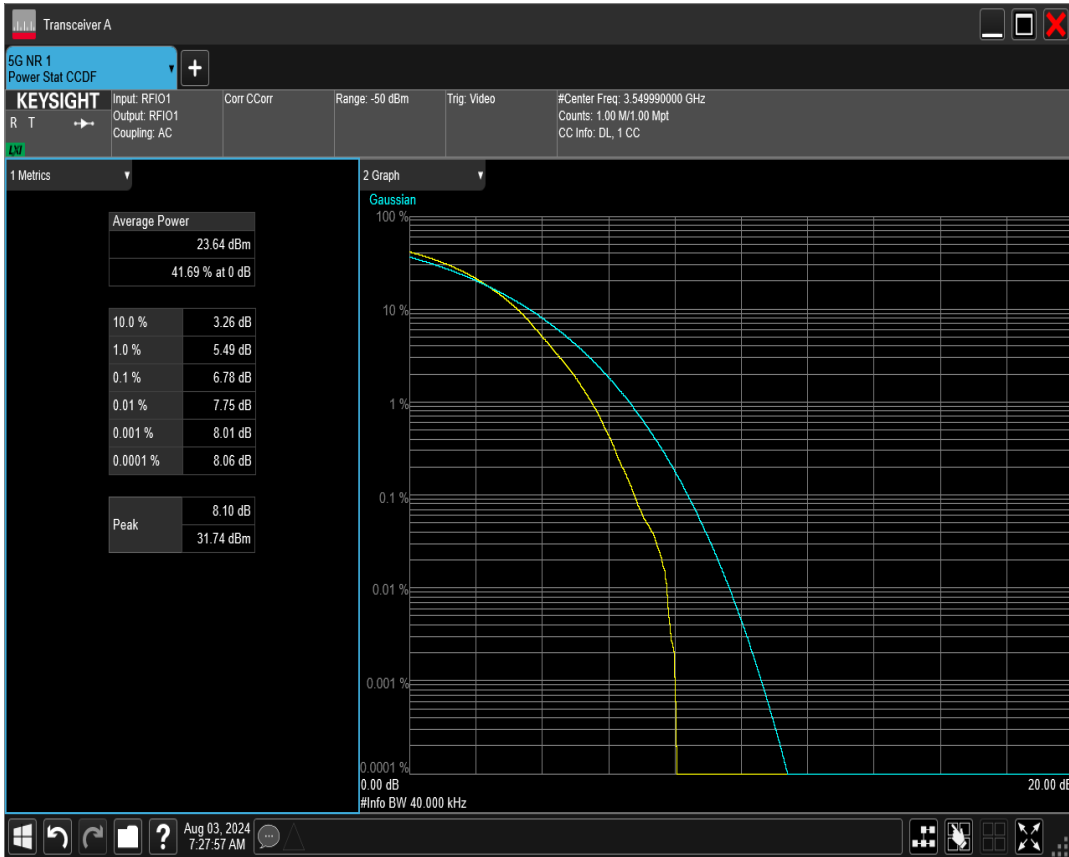 Transceiver A
5G NR 1
Power Stat CCDF
+
KEYSIGHT
R T
LXI
Input: RFIO1
Output: RFIO1
Coupling: AC
Corr CCorr
Range: -50 dBm
Trig: Video
#Center Freq: 3.549990000 GHz
Counts: 1.00 M/1.00 Mpt
CC Info: DL, 1 CC
1 Metrics
Average Power
23.64 dBm
41.69 % at 0 dB
10.0 % 3.26 dB
1.0 % 5.49 dB
0.1 % 6.78 dB
0.01 % 7.75 dB
0.001 % 8.01 dB
0.0001 % 8.06 dB
Peak
8.10 dB
31.74 dBm
2 Graph
Gaussian
100 %
10 %
1 %
0.1 %
0.01 %
0.001 %
0.0001 %
0.00 dB
20.00 dB
#Info BW 40.000 kHz
?
Aug 03, 2024
7:27:57 AM